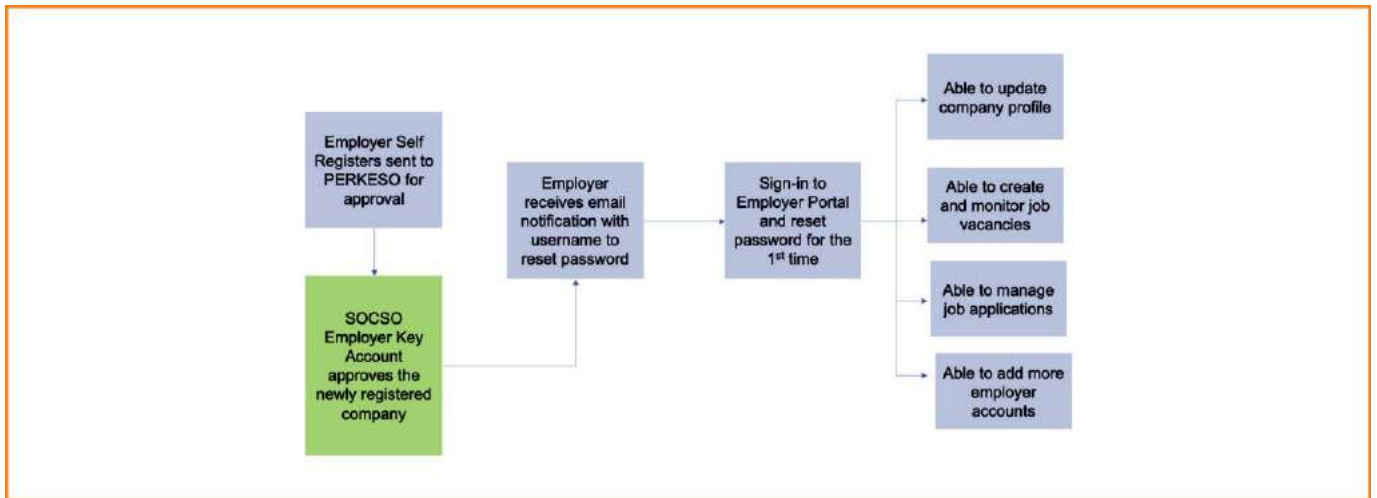 Employer Self
Registers sent to
PERKESO for
approval
SOCSO
Employer Key
Account
approves the
newly registered
company
Employer
receives email
notification with
username to
reset password
Sign-in to
Employer Portal
and reset
password for the
1st time
Able to update
company profile
Able to create
and monitor job
vacancies
Able to manage
job applications
Able to add more
employer
accounts